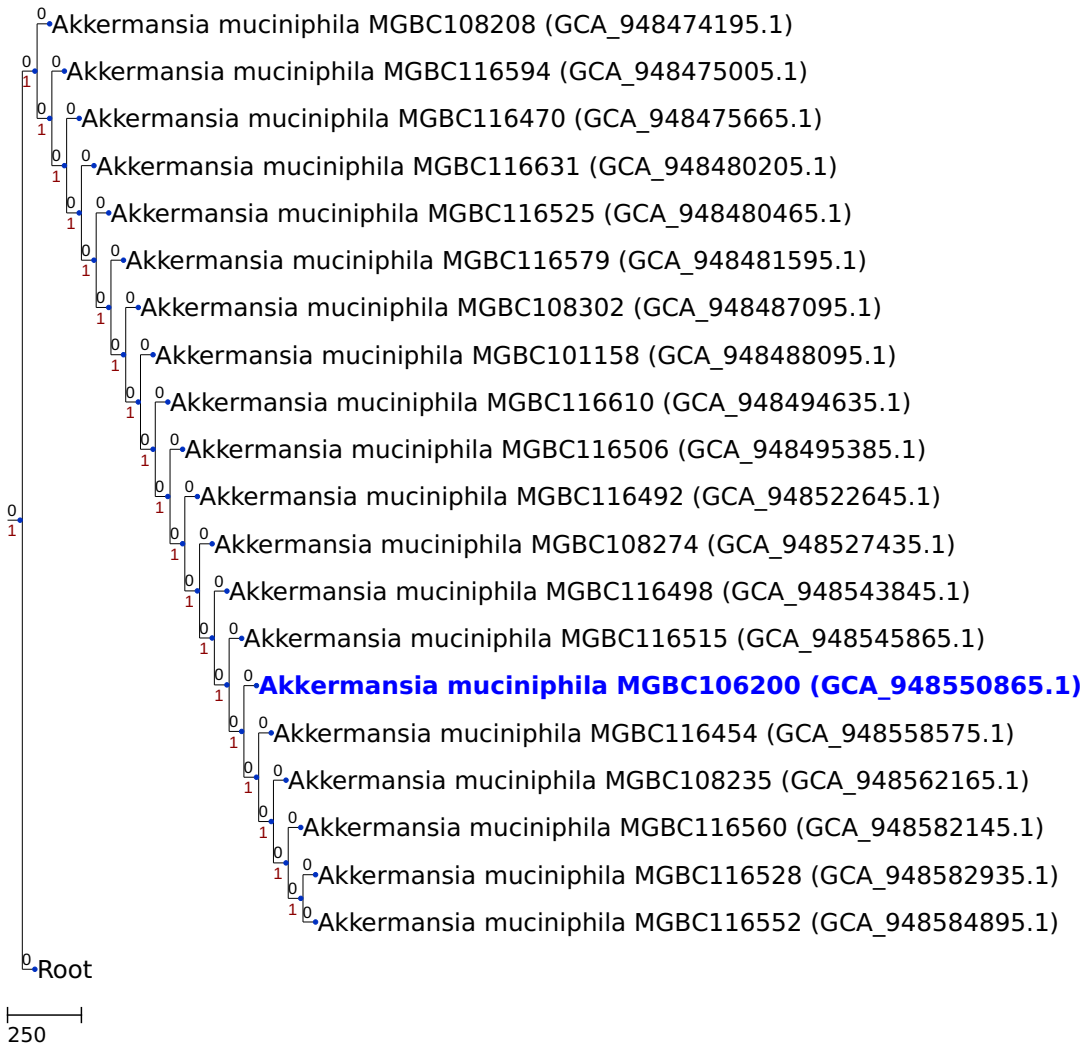 0
Akkermansia muciniphila MGBC108208 (GCA_948474195.1)
0
1
0
Akkermansia muciniphila MGBC116594 (GCA_948475005.1)
0
1
0
Akkermansia muciniphila MGBC116470 (GCA_948475665.1)
0
1
0
Akkermansia muciniphila MGBC116631 (GCA_948480205.1)
0
1
0
Akkermansia muciniphila MGBC116525 (GCA_948480465.1)
0
1
0
Akkermansia muciniphila MGBC116579 (GCA_948481595.1)
0
1
0
Akkermansia muciniphila MGBC108302 (GCA_948487095.1)
0
1
0
Akkermansia muciniphila MGBC101158 (GCA_948488095.1)
0
1
0
Akkermansia muciniphila MGBC116610 (GCA_948494635.1)
0
1
0
Akkermansia muciniphila MGBC116506 (GCA_948495385.1)
0
1
0
Akkermansia muciniphila MGBC116492 (GCA_948522645.1)
0
1
0
1
0
Akkermansia muciniphila MGBC108274 (GCA_948527435.1)
0
1
0
Akkermansia muciniphila MGBC116498 (GCA_948543845.1)
0
1
0
Akkermansia muciniphila MGBC116515 (GCA_948545865.1)
0
1
0
Akkermansia muciniphila MGBC106200 (GCA_948550865.1)
0
1
0
Akkermansia muciniphila MGBC116454 (GCA_948558575.1)
0
1
0
Akkermansia muciniphila MGBC108235 (GCA_948562165.1)
0
1
0
Akkermansia muciniphila MGBC116560 (GCA_948582145.1)
0
1
0
Akkermansia muciniphila MGBC116528 (GCA_948582935.1)
0
1
0
Akkermansia muciniphila MGBC116552 (GCA_948584895.1)
0
Root
250